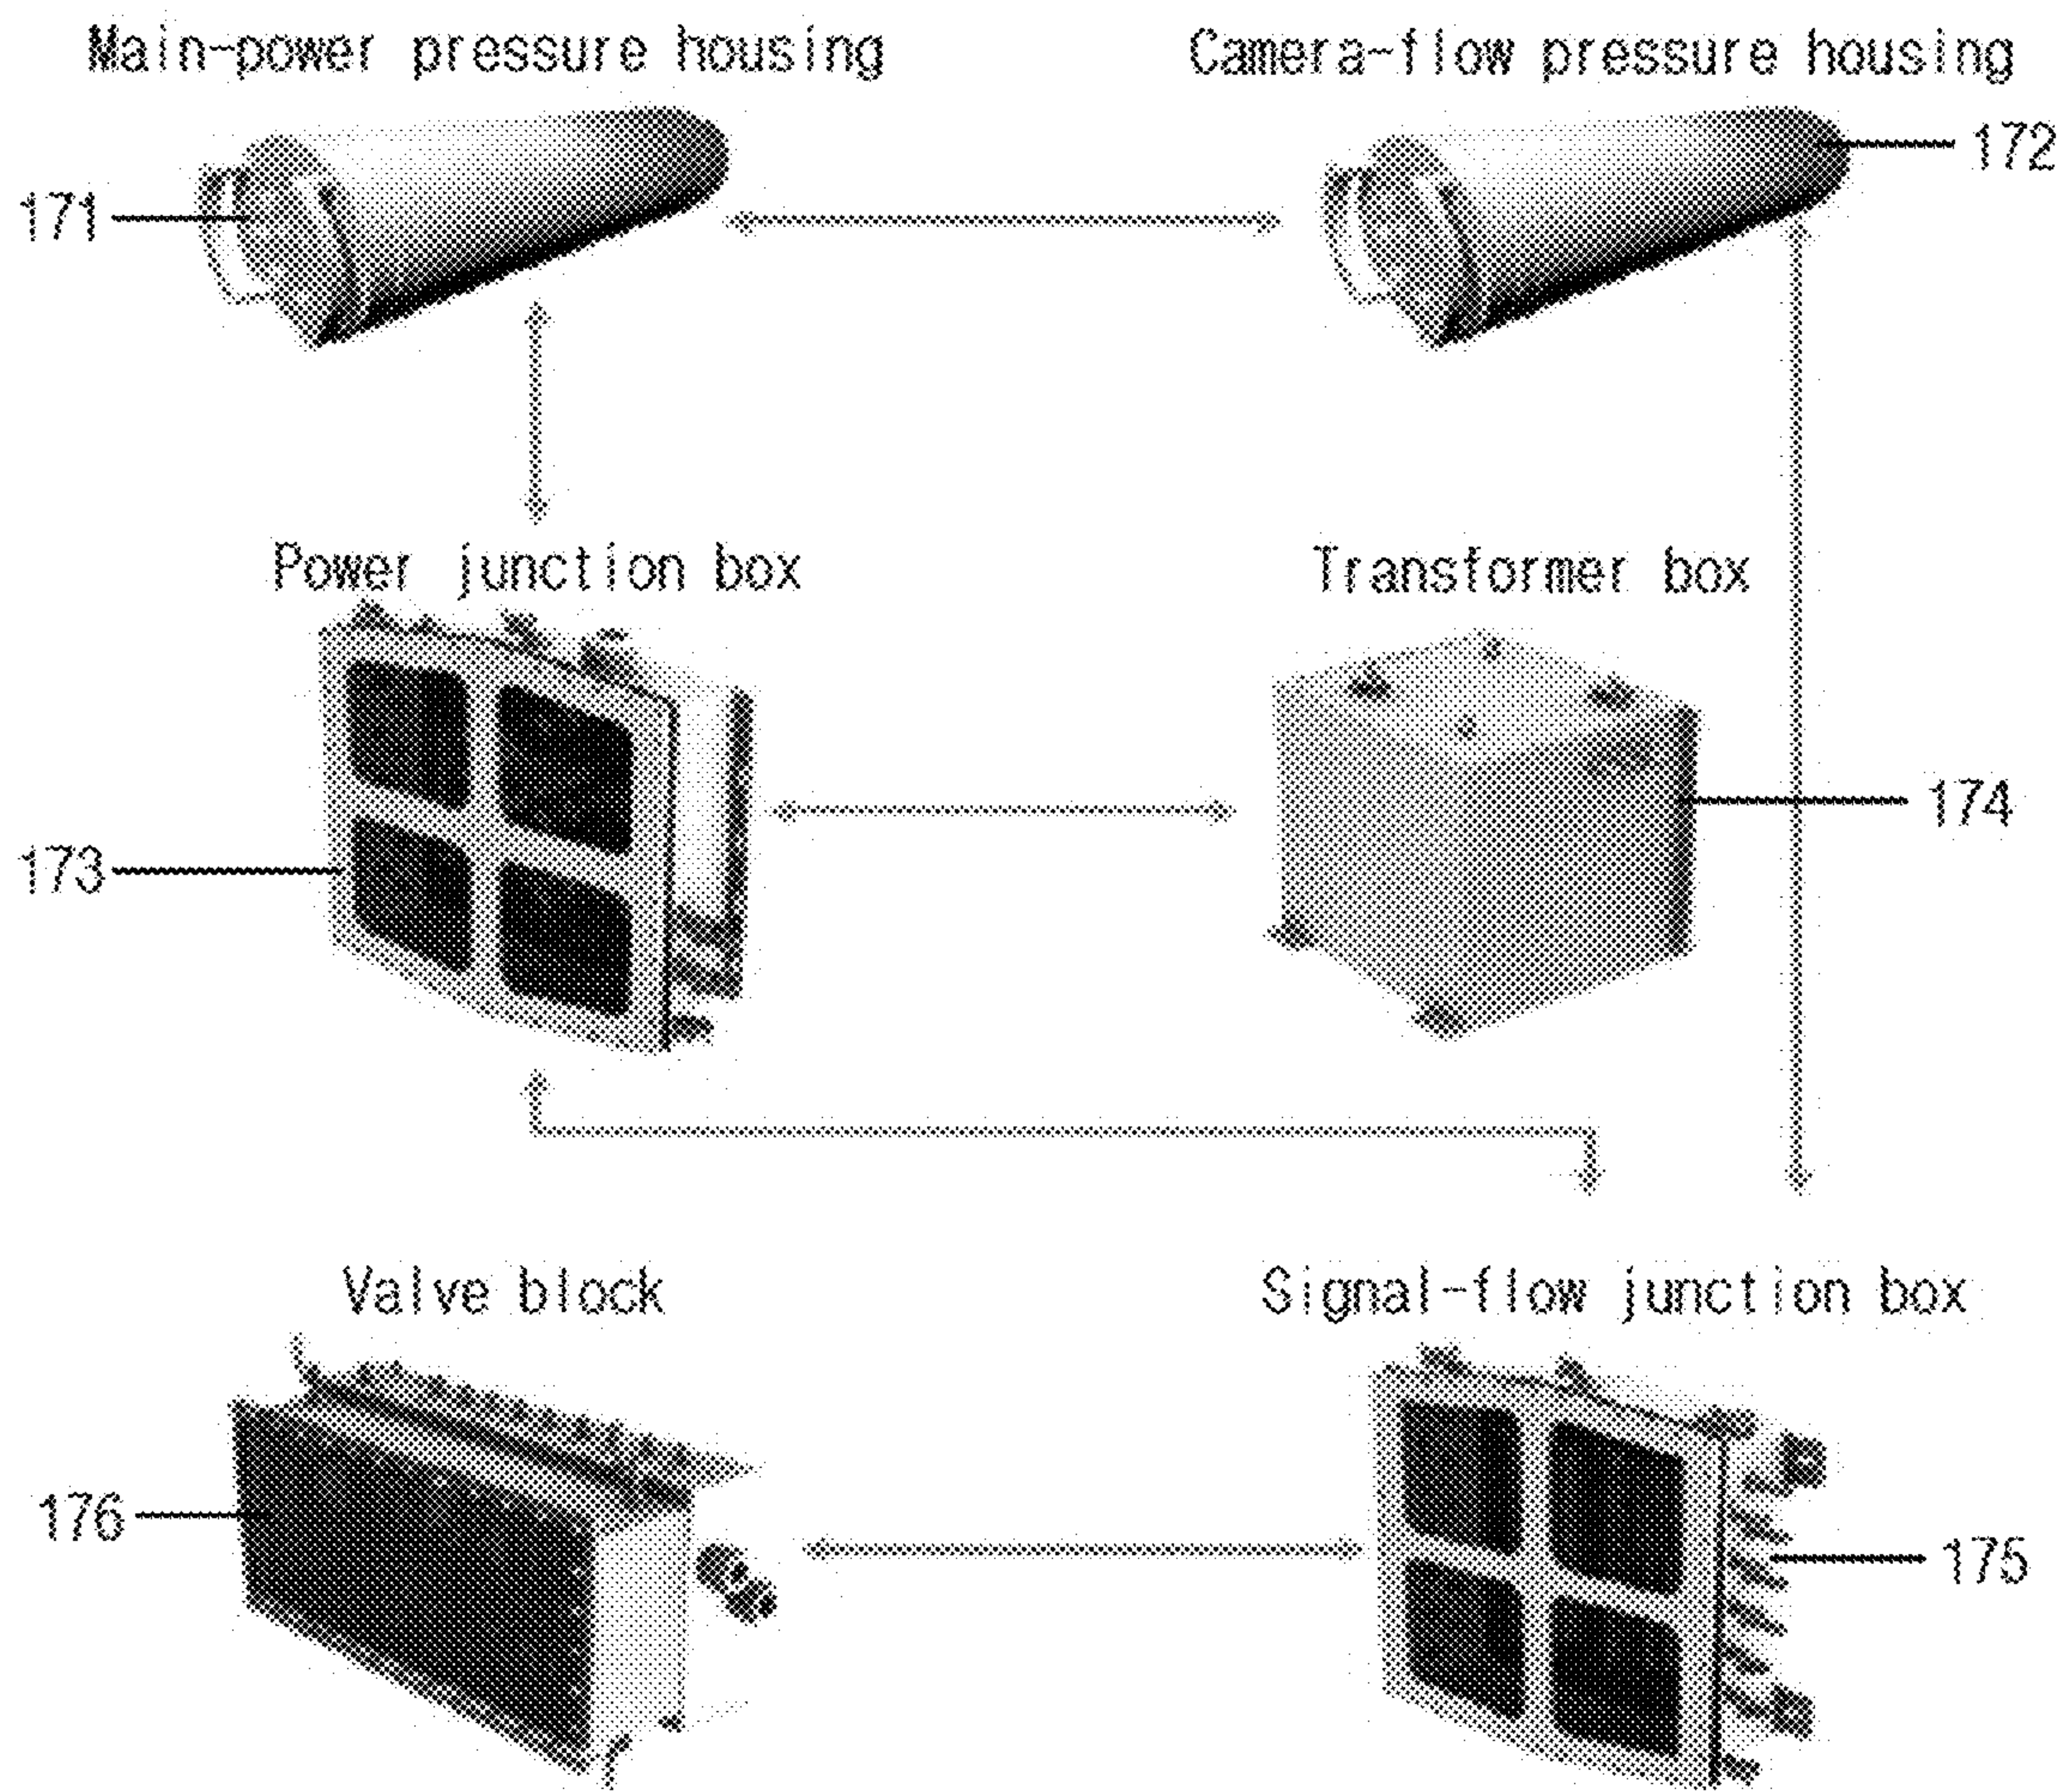 Main-power pressure housing
Camera-flow pressure housing
171
172
Power junction box
Transformer box
173
174
Valve block
Signal-flow junction box
176
175